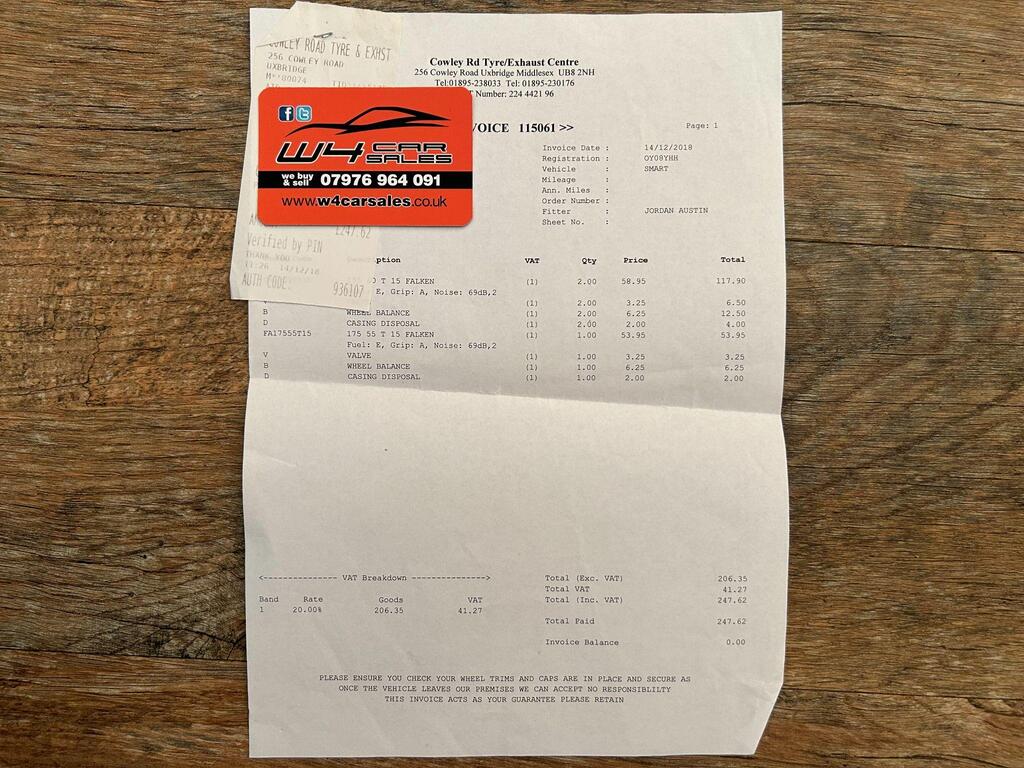 COWLEY ROAD TYRE & EXHST
256 COWLEY ROAD
UXBRIDGE
M**80074
W4 CAR SALES
we buy & sell 07976 964 091
www.w4carsales.co.uk
£247.62
Verified by PIN
THANK YOU
11:26 14/12/18
AUTH CODE: 936107
Cowley Rd Tyre/Exhaust Centre
256 Cowley Road Uxbridge Middlesex UB8 2NH
Tel:01895-238033 Tel: 01895-230176
Number: 224 4421 96
VOICE 115061 >>
Page: 1
Invoice Date : 14/12/2018
Registration : OY08YHH
Vehicle : SMART
Mileage :
Ann. Miles :
Order Number :
Fitter : JORDAN AUSTIN
Sheet No. :
ption VAT Qty Price Total
0 T 15 FALKEN (1) 2.00 58.95 117.90
E, Grip: A, Noise: 69dB,2
(1) 2.00 3.25 6.50
B WHEEL BALANCE (1) 2.00 6.25 12.50
D CASING DISPOSAL (1) 2.00 2.00 4.00
FA17555T15 175 55 T 15 FALKEN (1) 1.00 53.95 53.95
Fuel: E, Grip: A, Noise: 69dB,2
V VALVE (1) 1.00 3.25 3.25
B WHEEL BALANCE (1) 1.00 6.25 6.25
D CASING DISPOSAL (1) 1.00 2.00 2.00
<-------------- VAT Breakdown -------------->
Band Rate Goods VAT
1 20.00% 206.35 41.27
Total (Exc. VAT) 206.35
Total VAT 41.27
Total (Inc. VAT) 247.62
Total Paid 247.62
Invoice Balance 0.00
PLEASE ENSURE YOU CHECK YOUR WHEEL TRIMS AND CAPS ARE IN PLACE AND SECURE AS
ONCE THE VEHICLE LEAVES OUR PREMISES WE CAN ACCEPT NO RESPONSIBLILTY
THIS INVOICE ACTS AS YOUR GUARANTEE PLEASE RETAIN